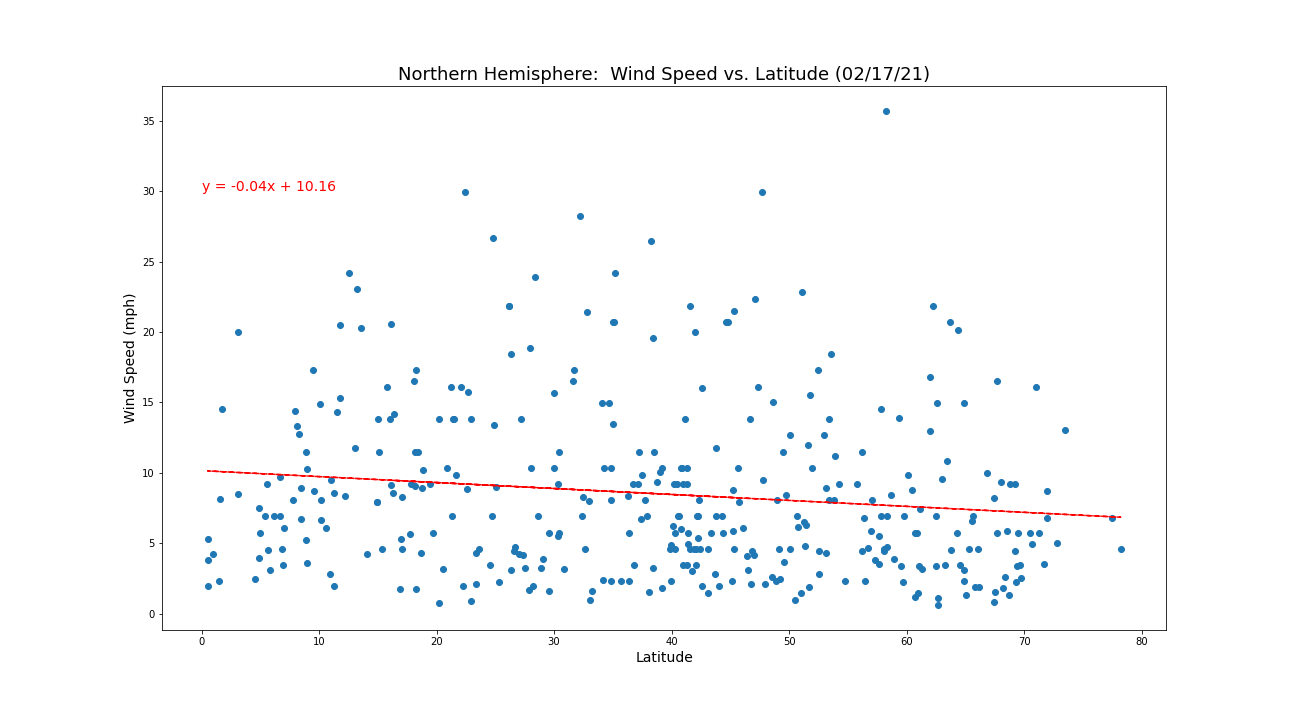 Northern Hemisphere:  Wind Speed vs. Latitude (02/17/21)
35
y = -0.04x + 10.16
30
25
20
Wind Speed (mph)
15
10
5
0
0 10 20 30 40 50 60 70 80
Latitude